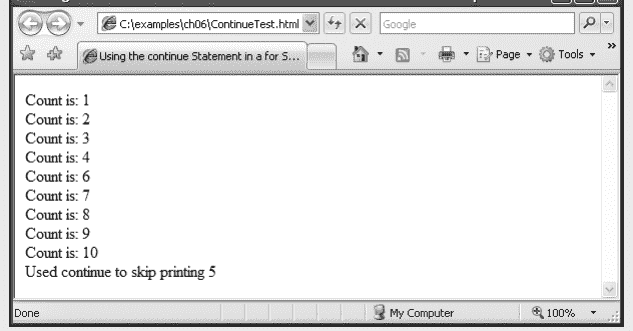 C:\examples\ch06\ContinueTest.html
Google
Using the continue Statement in a for S...
Page
Tools
»
Count is: 1
Count is: 2
Count is: 3
Count is: 4
Count is: 6
Count is: 7
Count is: 8
Count is: 9
Count is: 10
Used continue to skip printing 5
Done
My Computer
100%